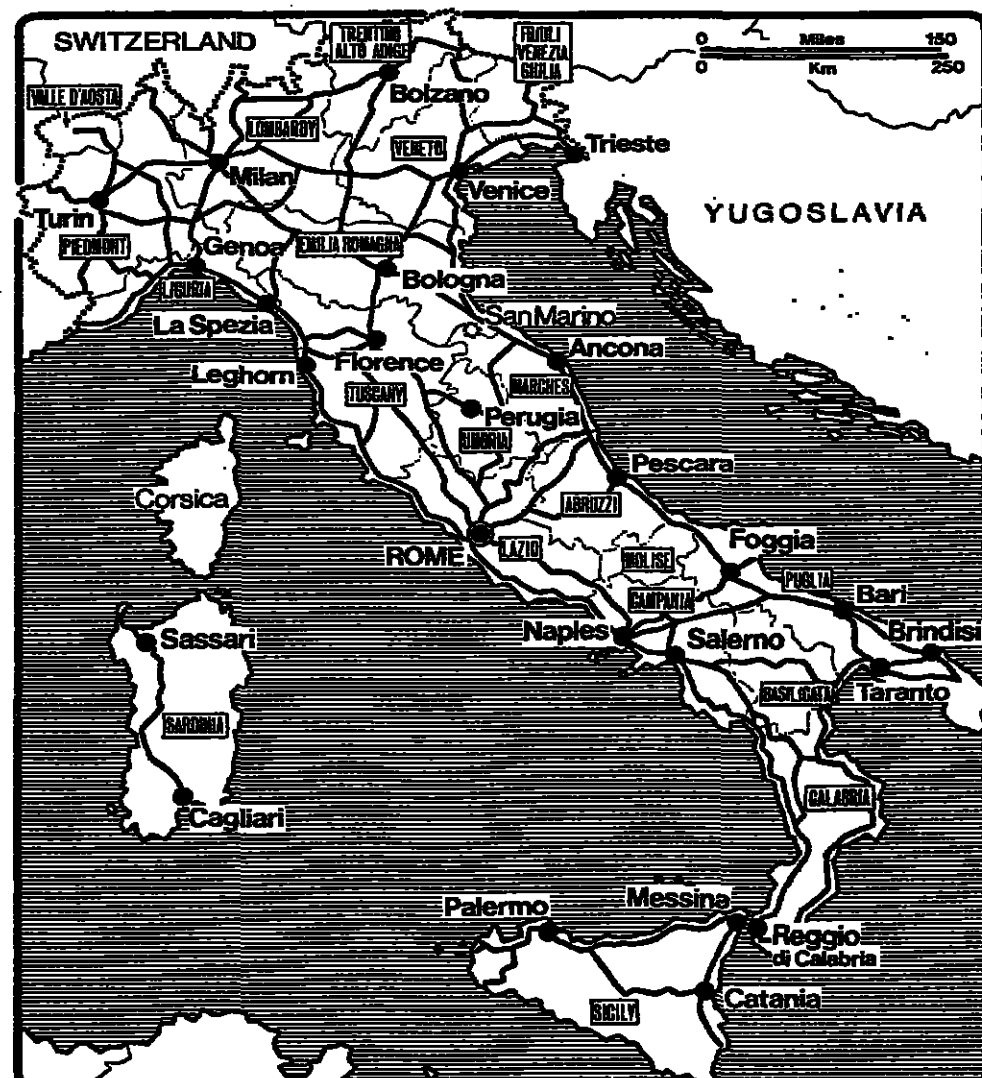 SWITZERLAND
TRENTINO
ALTO ADIGE
FRIULI
VENEZIA
GIULIA
0 Miles 150
0 Km 250
VALLE D'AOSTA
Bolzano
LOMBARDY
VENETO
Trieste
Milan
Venice
Turin
YUGOSLAVIA
PIEDMONT
Genoa
EMILIA ROMAGNA
Bologna
LIGURIA
La Spezia
San Marino
Florence
Ancona
Leghorn
TUSCANY
MARCHES
Perugia
UMBRIA
Pescara
Corsica
ABRUZZI
ROME
LAZIO
MOLISE
Foggia
PUGLIA
CAMPANIA
Bari
Naples
Salerno
Brindisi
Sassari
BASILICATA
Taranto
SARDINIA
CALABRIA
Cagliari
Messina
Palermo
Reggio
di Calabria
Catania
SICILY